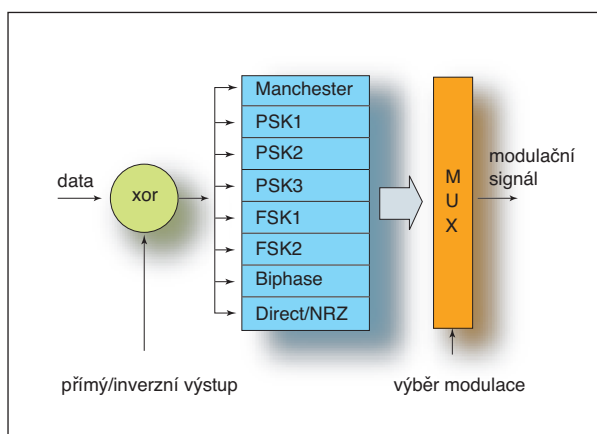 data
xor
Manchester
PSK1
PSK2
PSK3
FSK1
FSK2
Biphase
Direct/NRZ
M
U
X
modulační
signál
přímý/inverzní výstup
výběr modulace